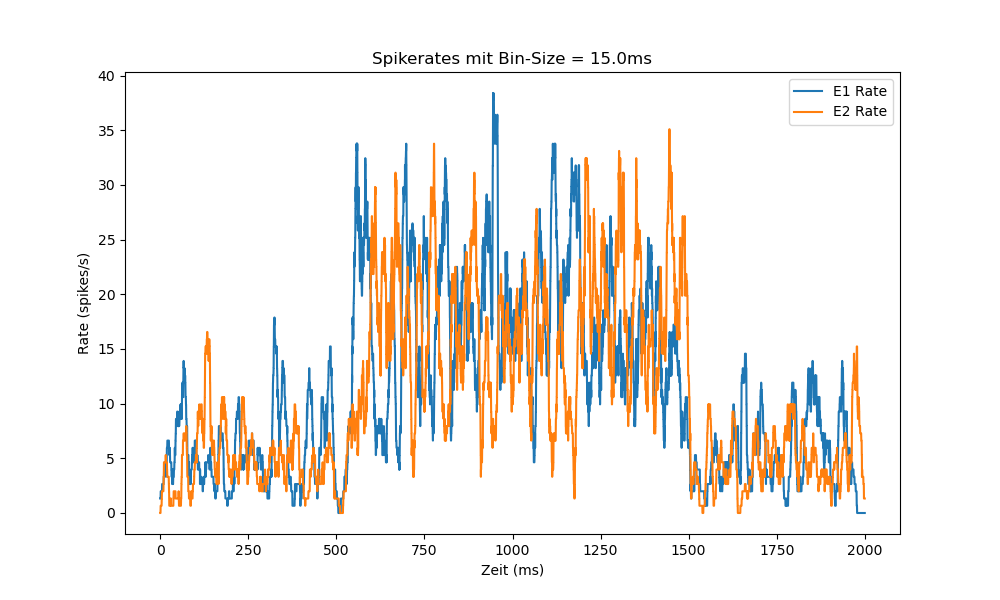 Spikerates mit Bin-Size = 15.0ms
E1 Rate
E2 Rate
40
35
30
25
20
15
10
5
0
Rate (spikes/s)
0 250 500 750 1000 1250 1500 1750 2000
Zeit (ms)